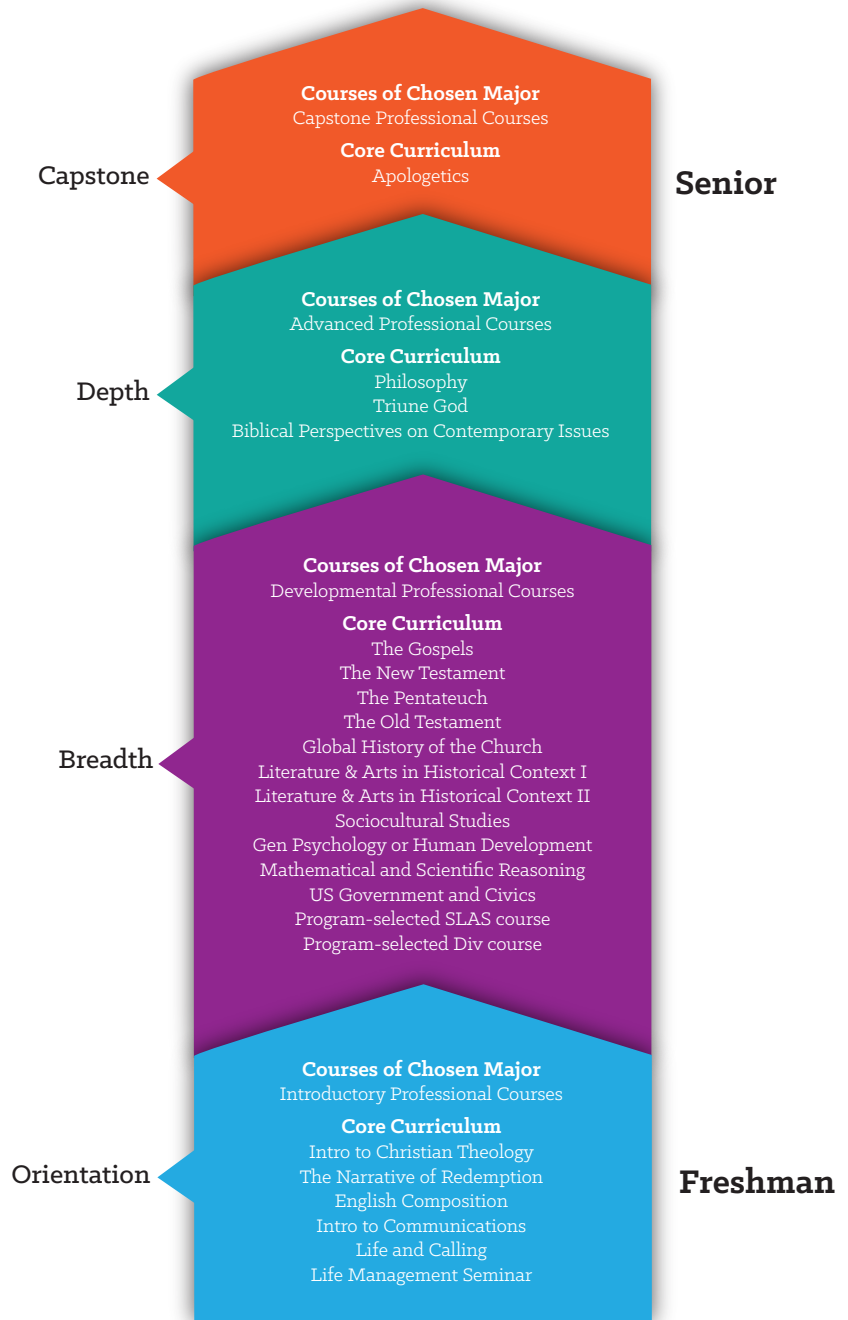 Courses of Chosen Major
Capstone Professional Courses
Core Curriculum
Apologetics
Capstone
Senior
Courses of Chosen Major
Advanced Professional Courses
Core Curriculum
Philosophy
Triune God
Biblical Perspectives on Contemporary Issues
Depth
Courses of Chosen Major
Developmental Professional Courses
Core Curriculum
The Gospels
The New Testament
The Pentateuch
The Old Testament
Global History of the Church
Literature & Arts in Historical Context I
Literature & Arts in Historical Context II
Sociocultural Studies
Gen Psychology or Human Development
Mathematical and Scientific Reasoning
US Government and Civics
Program-selected SLAS course
Program-selected Div course
Breadth
Courses of Chosen Major
Introductory Professional Courses
Core Curriculum
Intro to Christian Theology
The Narrative of Redemption
English Composition
Intro to Communications
Life and Calling
Life Management Seminar
Orientation
Freshman